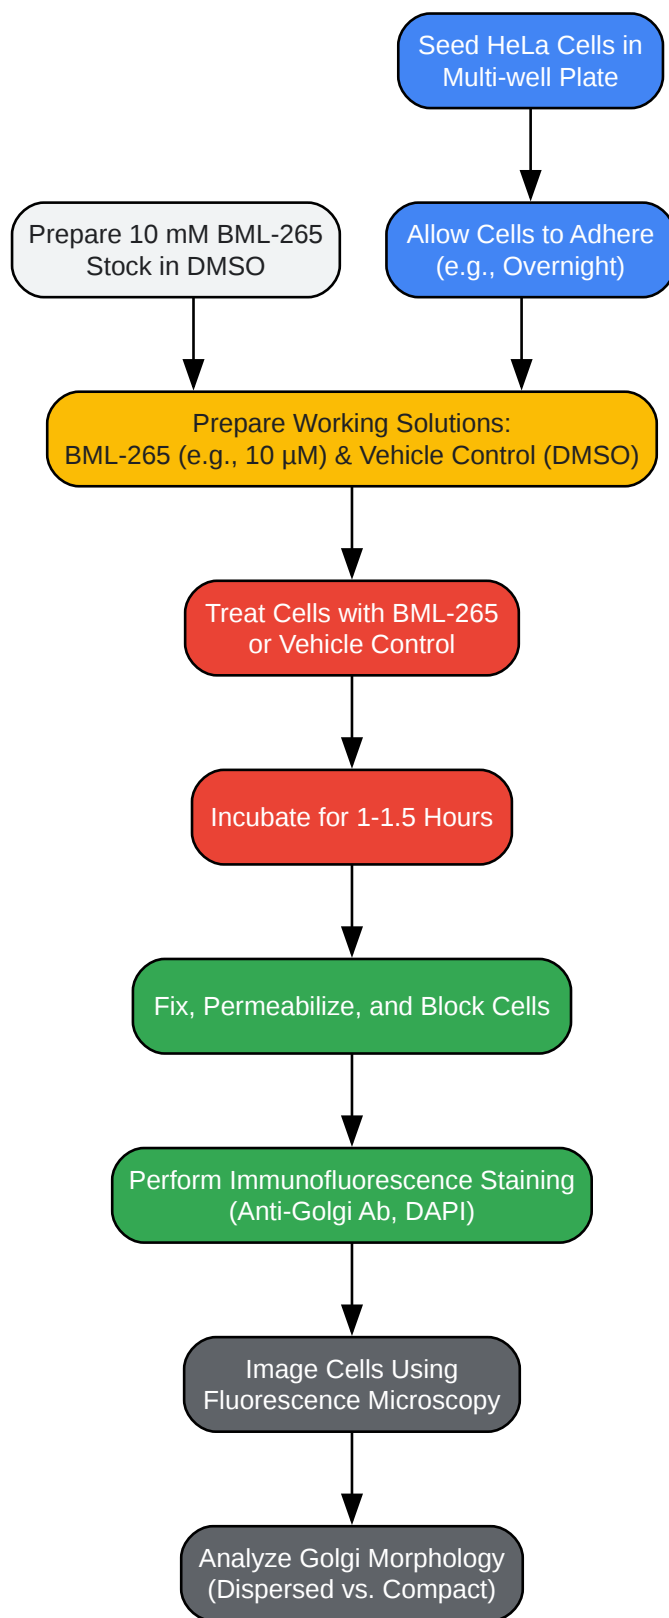 Seed HeLa Cells in
Multi-well Plate
Prepare 10 mM BML-265
Stock in DMSO
Allow Cells to Adhere
(e.g., Overnight)
Prepare Working Solutions:
BML-265 (e.g., 10 µM) & Vehicle Control (DMSO)
Treat Cells with BML-265
or Vehicle Control
Incubate for 1-1.5 Hours
Fix, Permeabilize, and Block Cells
Perform Immunofluorescence Staining
(Anti-Golgi Ab, DAPI)
Image Cells Using
Fluorescence Microscopy
Analyze Golgi Morphology
(Dispersed vs. Compact)